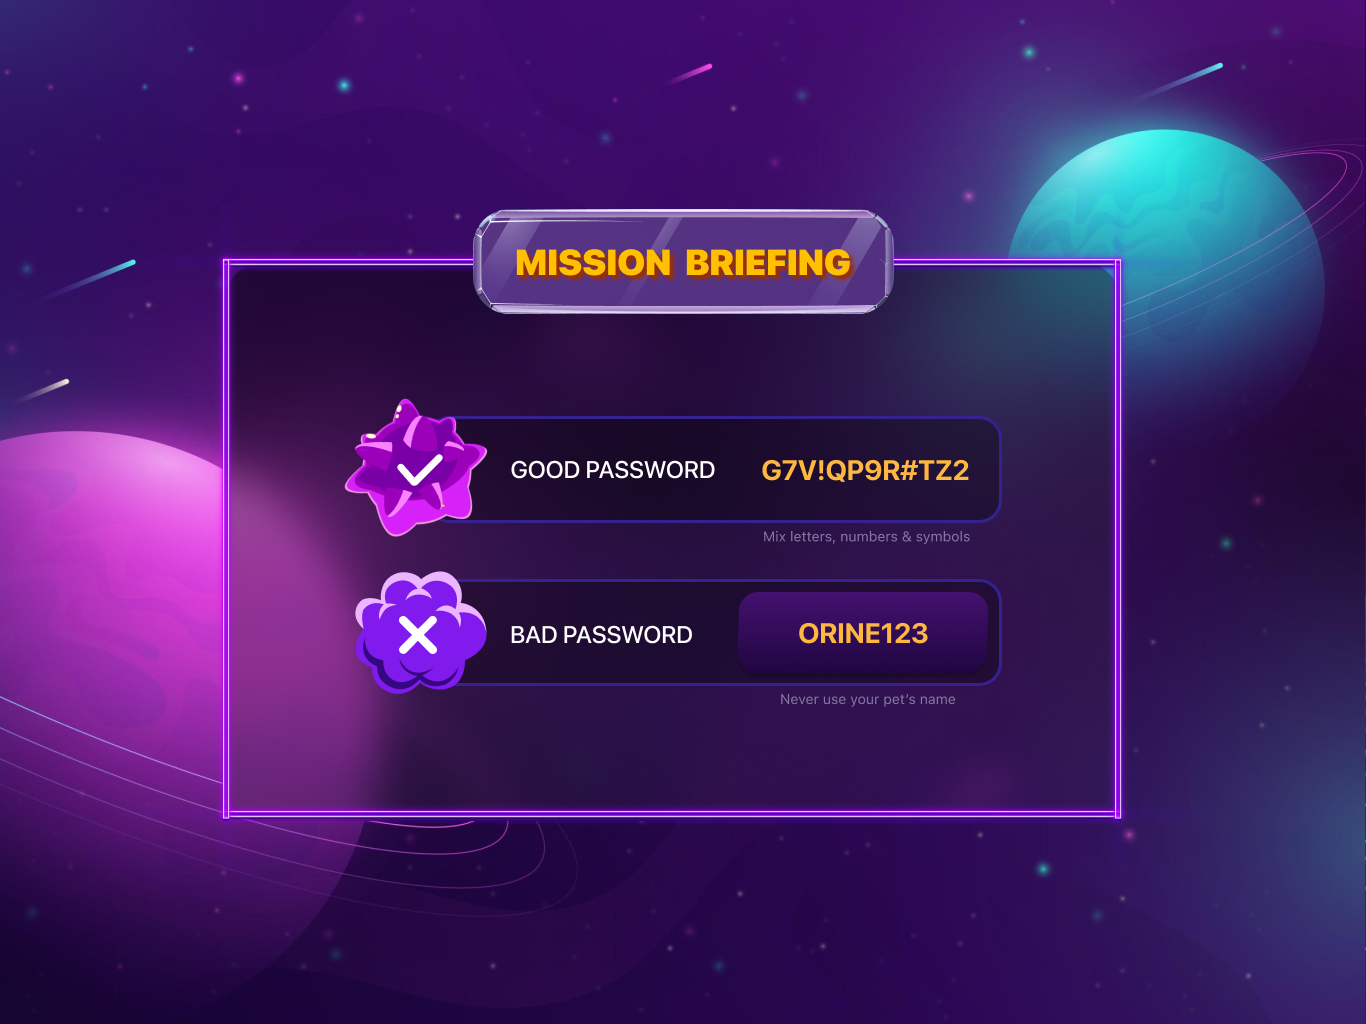 MISSION BRIEFING
GOOD PASSWORD G7V!QP9R#TZ2
Mix letters, numbers & symbols
BAD PASSWORD ORINE123
Never use your pet’s name